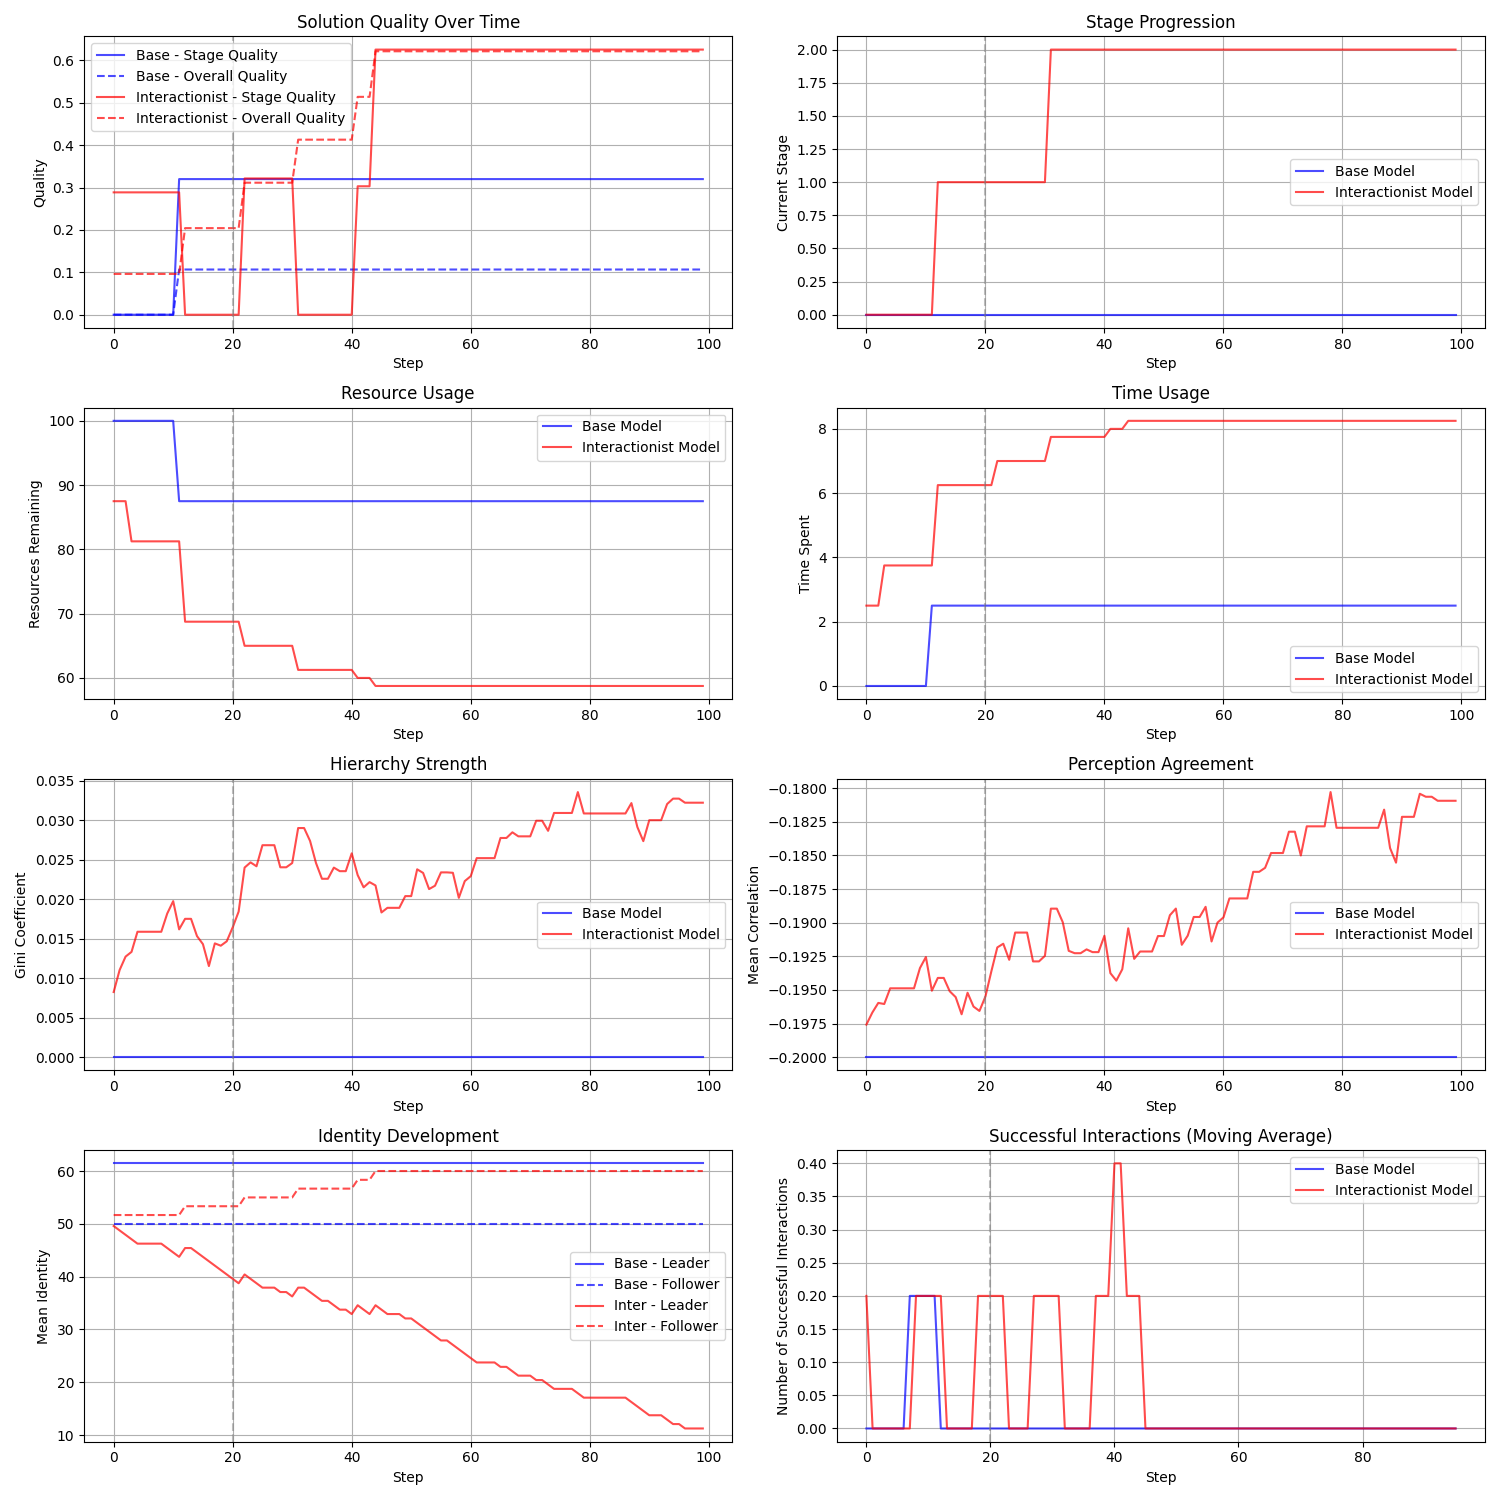 Solution Quality Over Time
Quality
0.6
0.5
0.4
0.3
0.2
0.1
0.0
Base - Stage Quality
Base - Overall Quality
Interactionist - Stage Quality
Interactionist - Overall Quality
0 20 40 60 80 100
Step
Stage Progression
Current Stage
2.00
1.75
1.50
1.25
1.00
0.75
0.50
0.25
0.00
Base Model
Interactionist Model
0 20 40 60 80 100
Step
Resource Usage
Resources Remaining
100
90
80
70
60
Base Model
Interactionist Model
0 20 40 60 80 100
Step
Time Usage
Time Spent
8
6
4
2
0
Base Model
Interactionist Model
0 20 40 60 80 100
Step
Hierarchy Strength
Gini Coefficient
0.035
0.030
0.025
0.020
0.015
0.010
0.005
0.000
Base Model
Interactionist Model
0 20 40 60 80 100
Step
Perception Agreement
Mean Correlation
−0.1800
−0.1825
−0.1850
−0.1875
−0.1900
−0.1925
−0.1950
−0.1975
−0.2000
Base Model
Interactionist Model
0 20 40 60 80 100
Step
Identity Development
Mean Identity
60
50
40
30
20
10
Base - Leader
Base - Follower
Inter - Leader
Inter - Follower
0 20 40 60 80 100
Step
Successful Interactions (Moving Average)
Number of Successful Interactions
0.40
0.35
0.30
0.25
0.20
0.15
0.10
0.05
0.00
Base Model
Interactionist Model
0 20 40 60 80
Step